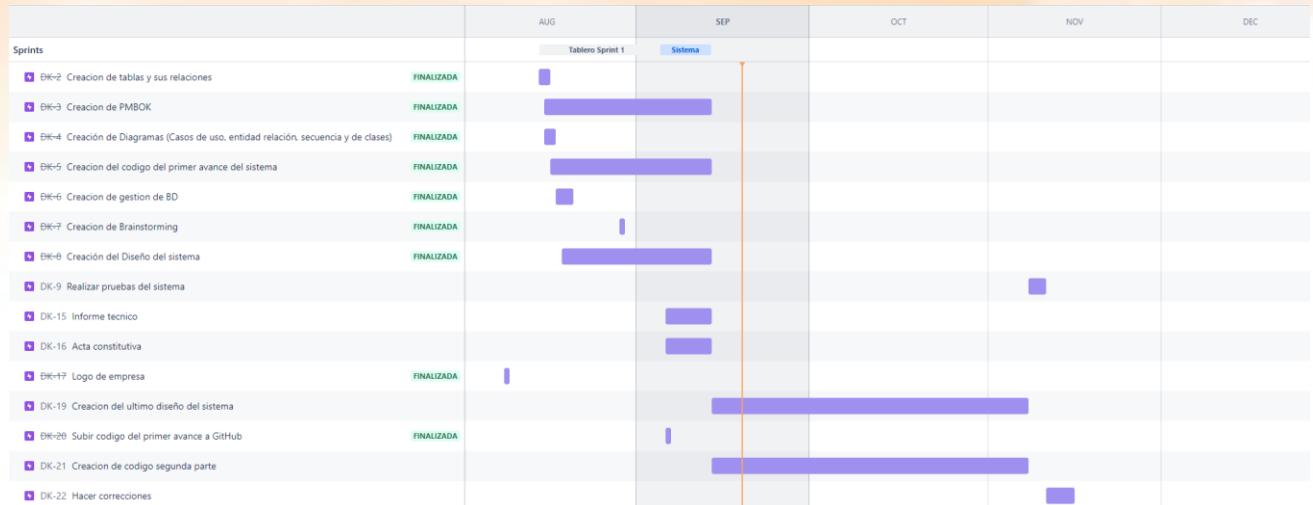 AUG SEP OCT NOV DEC
Sprints Tablero Sprint 1 Sistema
DK-2 Creacion de tablas y sus relaciones FINALIZADA
DK-3 Creacion de PMBOK FINALIZADA
DK-4 Creación de Diagramas (Casos de uso, entidad relación, secuencia y de clases) FINALIZADA
DK-5 Creacion del codigo del primer avance del sistema FINALIZADA
DK-6 Creacion de gestion de BD FINALIZADA
DK-7 Creacion de Brainstorming FINALIZADA
DK-8 Creación del Diseño del sistema FINALIZADA
DK-9 Realizar pruebas del sistema
DK-15 Informe tecnico
DK-16 Acta constitutiva
DK-17 Logo de empresa FINALIZADA
DK-19 Creacion del ultimo diseño del sistema
DK-20 Subir codigo del primer avance a GitHub FINALIZADA
DK-21 Creacion de codigo segunda parte
DK-22 Hacer correcciones